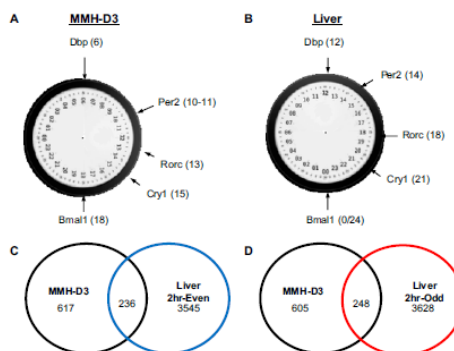 A
MMH-D3
Dbp (6)
Per2 (10-11)
Rorc (13)
Cry1 (15)
Bmal1 (18)
B
Liver
Dbp (12)
Per2 (14)
Rorc (18)
Cry1 (21)
Bmal1 (0/24)
C
MMH-D3
617
236
Liver
2hr-Even
3545
D
MMH-D3
605
248
Liver
2hr-Odd
3628